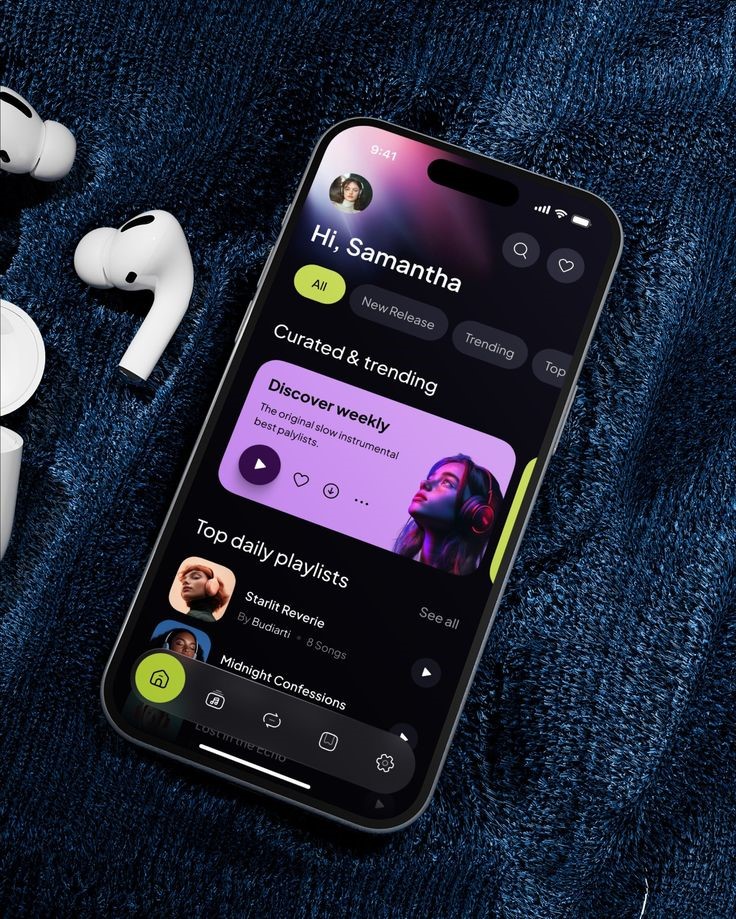 9:41
Hi, Samantha
All
New Release
Trending
Top
Curated & trending
Discover weekly
The original slow instrumental
best palylists.
Top daily playlists
See all
Starlit Reverie
By Budiarti • 8 Songs
Midnight Confessions
Lost in the Echo